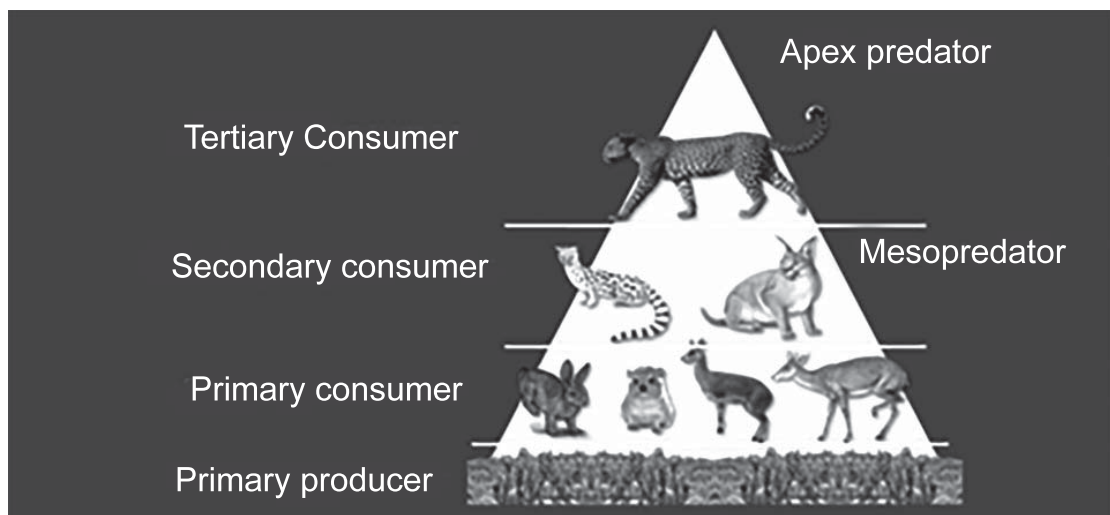 Apex predator
Tertiary Consumer
Mesopredator
Secondary consumer
Primary consumer
Primary producer